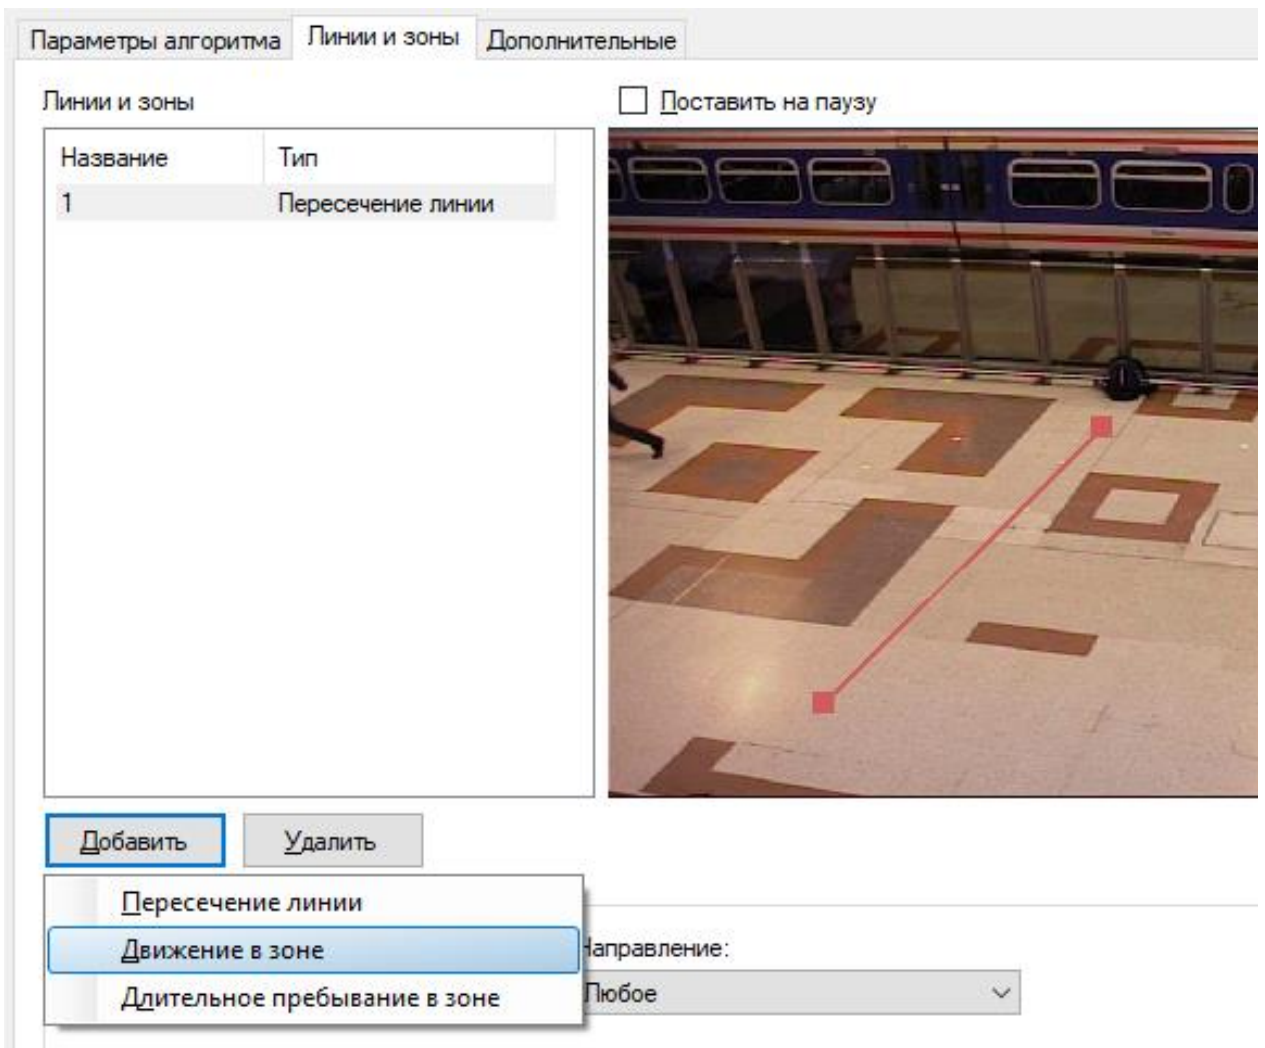 Параметры алгоритма Линии и зоны Дополнительные
Линии и зоны Поставить на паузу
Название Тип
1 Пересечение линии
Добавить Удалить
Пересечение линии
Движение в зоне
Направление:
Длительное пребывание в зоне
Любое